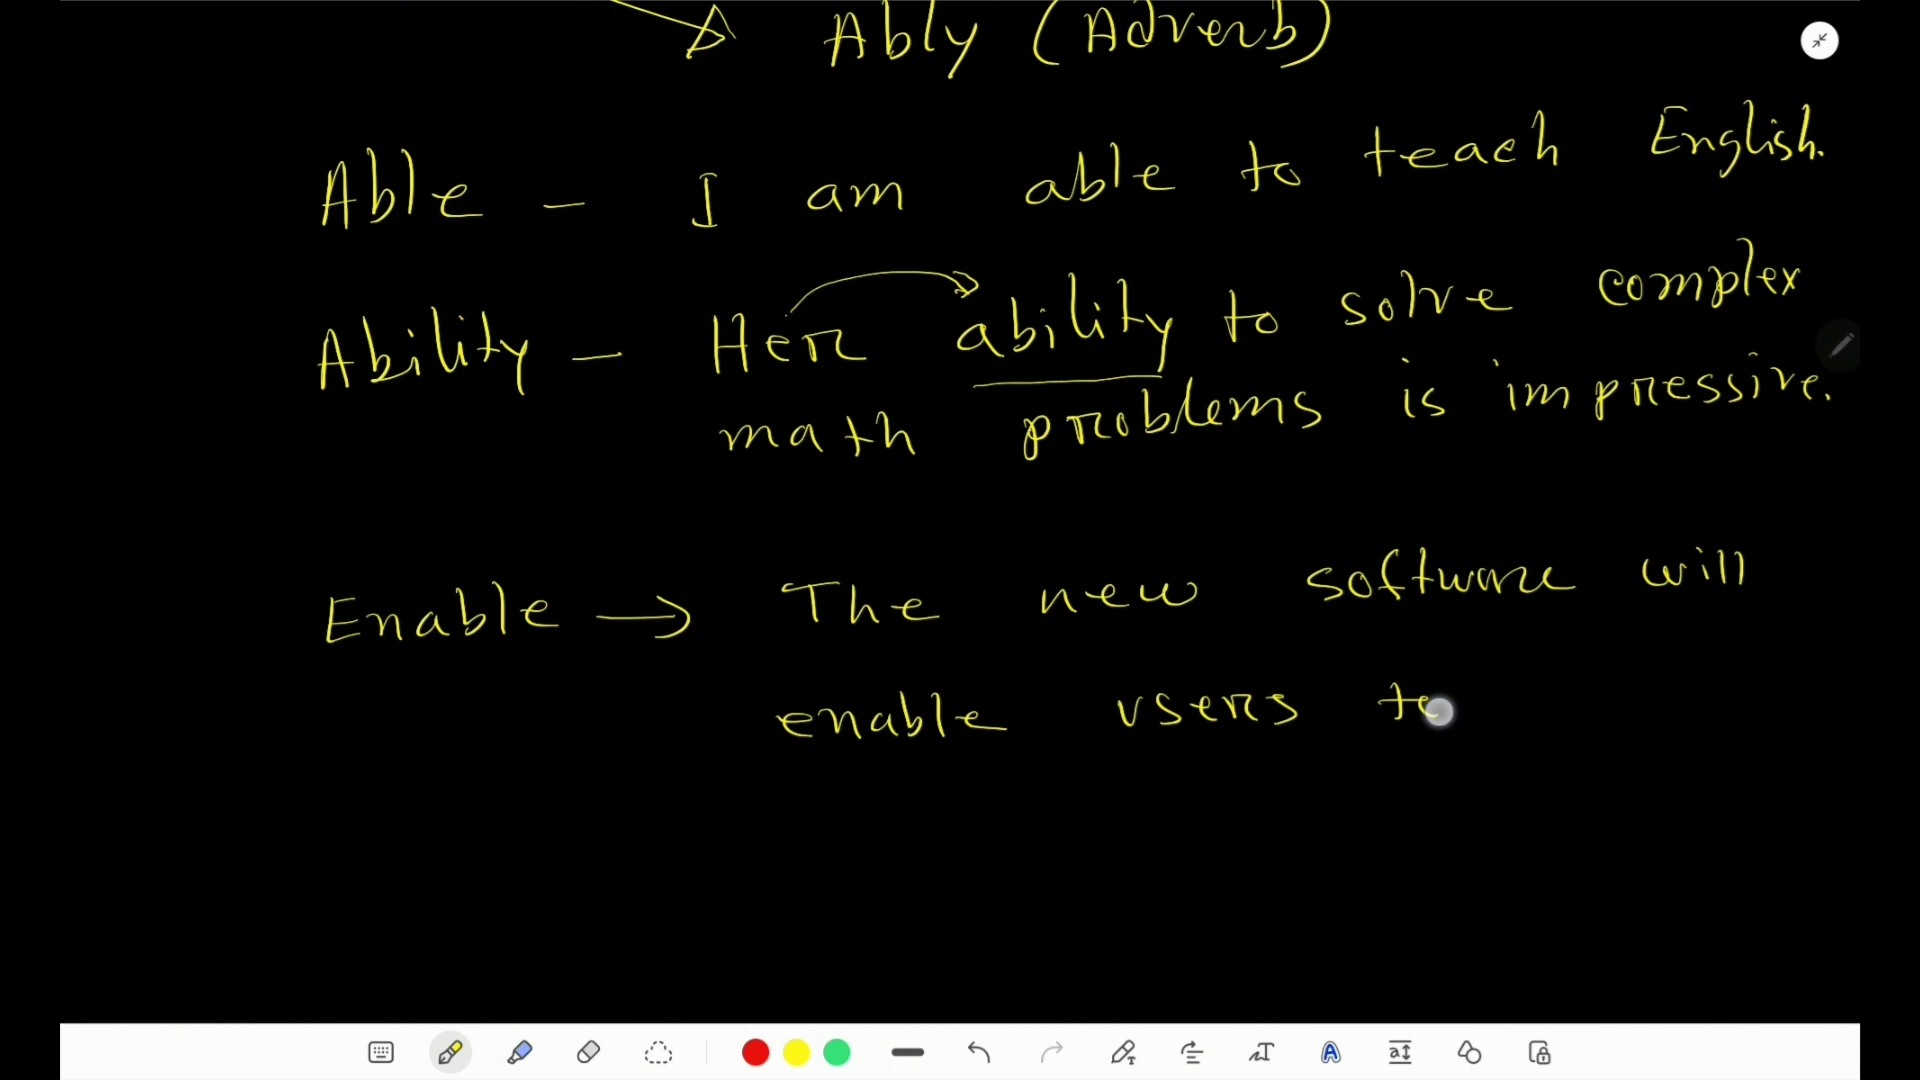 Ably (Adverb)
Able - I am able to teach English.
Ability - Her ability to solve complex
math problems is impressive.
Enable → The new software will
enable users to